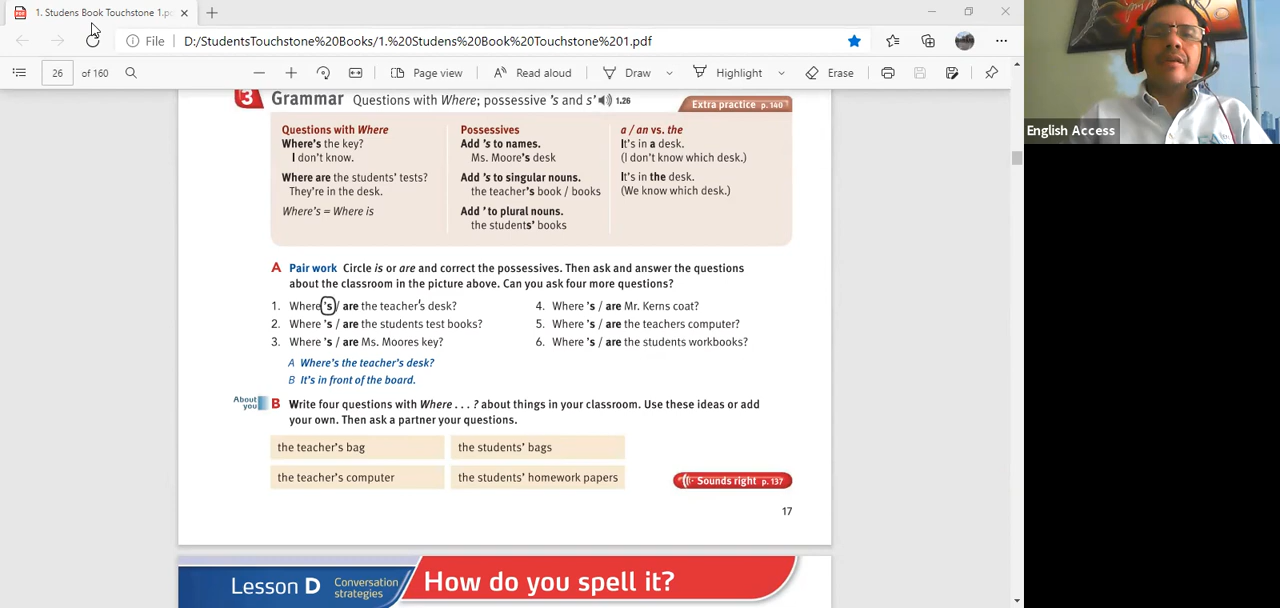 1. Studens Book Touchstone 1.p
File D:/StudentsTouchstone%20Books/1.%20Studens%20Book%20Touchstone%201.pdf
26 of 160 Page view Read aloud Draw Highlight Erase
3 Grammar Questions with Where; possessive 's and s' 1.26
Extra practice p. 140
Questions with Where
Where's the key?
I don't know.
Where are the students' tests?
They're in the desk.
Where's = Where is
Possessives
Add 's to names.
Ms. Moore's desk
Add 's to singular nouns.
the teacher's book / books
Add ' to plural nouns.
the students' books
a / an vs. the
It's in a desk.
(I don't know which desk.)
It's in the desk.
(We know which desk.)
A Pair work Circle is or are and correct the possessives. Then ask and answer the questions
about the classroom in the picture above. Can you ask four more questions?
1. Where 's / are the teacher's desk?
2. Where 's / are the students test books?
3. Where 's / are Ms. Moores key?
4. Where 's / are Mr. Kerns coat?
5. Where 's / are the teachers computer?
6. Where 's / are the students workbooks?
A Where's the teacher's desk?
B It's in front of the board.
About
you
B Write four questions with Where . . . ? about things in your classroom. Use these ideas or add
your own. Then ask a partner your questions.
the teacher's bag
the students' bags
the teacher's computer
the students' homework papers
Sounds right p. 137
17
Lesson D Conversation
strategies
How do you spell it?
English Access